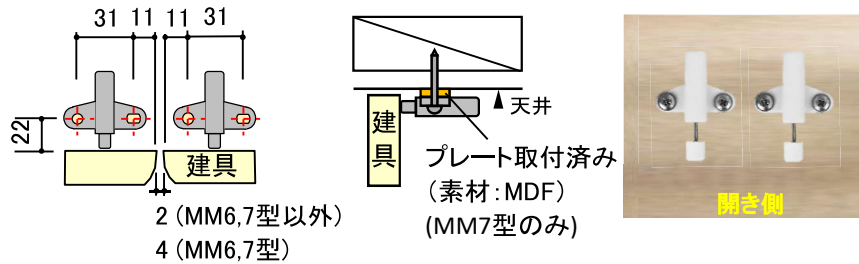 31 11 11 31
22
建具
2 (MM6,7型以外)
4 (MM6,7型)
天井
建具
プレート取付済み
(素材:MDF)
(MM7型のみ)
開き側